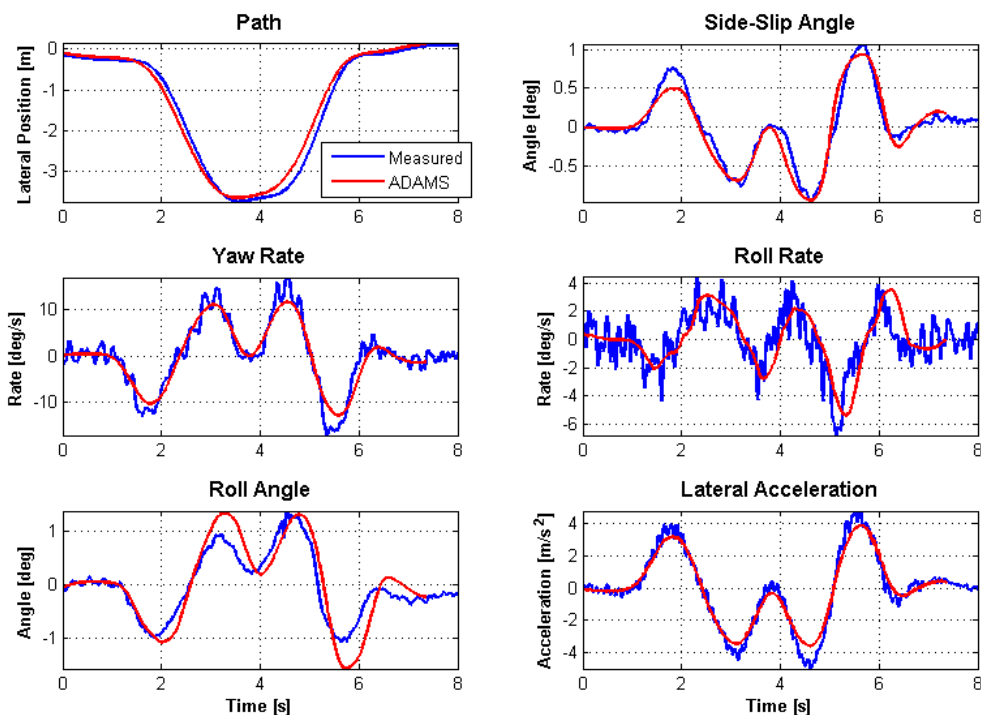 Path
Lateral Position [m]
0
-1
-2
-3
0 2 4 6 8
Measured
ADAMS
Side-Slip Angle
Angle [deg]
1
0.5
0
-0.5
0 2 4 6 8
Yaw Rate
Rate [deg/s]
10
0
-10
0 2 4 6 8
Roll Rate
Rate [deg/s]
4
2
0
-2
-4
-6
0 2 4 6 8
Roll Angle
Angle [deg]
1
0
-1
0 2 4 6 8
Time [s]
Lateral Acceleration
Acceleration [m/s²]
4
2
0
-2
-4
0 2 4 6 8
Time [s]